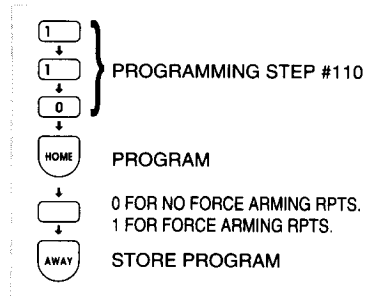 1
1 PROGRAMMING STEP #110
0
HOME PROGRAM
0 FOR NO FORCE ARMING RPTS.
1 FOR FORCE ARMING RPTS.
AWAY STORE PROGRAM